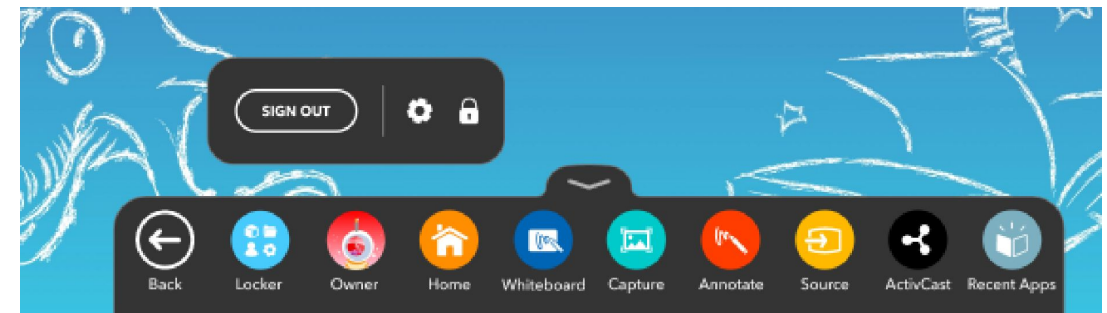 SIGN OUT
Back Locker Owner Home Whiteboard Capture Annotate Source ActivCast Recent Apps